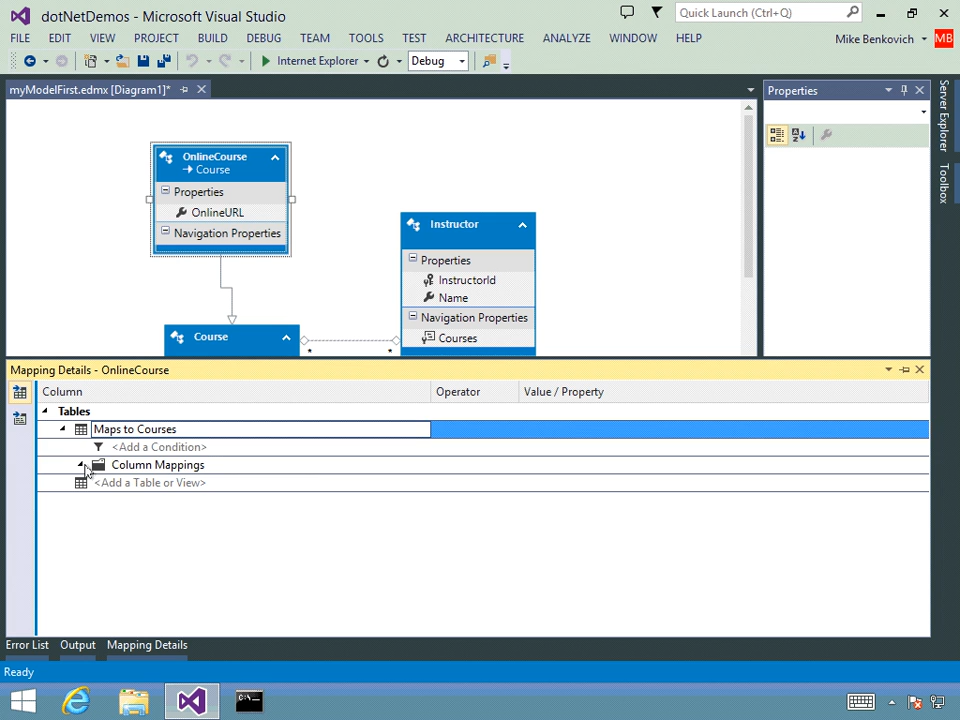 dotNetDemos - Microsoft Visual Studio
Quick Launch (Ctrl+Q)
FILE EDIT VIEW PROJECT BUILD DEBUG TEAM TOOLS TEST ARCHITECTURE ANALYZE WINDOW HELP
Mike Benkovich MB
Internet Explorer Debug
myModelFirst.edmx [Diagram1]*
Properties
Server Explorer
Toolbox
OnlineCourse
Course
Properties
OnlineURL
Navigation Properties
Instructor
Properties
InstructorId
Name
Navigation Properties
Courses
Course
* *
Mapping Details - OnlineCourse
Column Operator Value / Property
Tables
Maps to Courses
<Add a Condition>
Column Mappings
<Add a Table or View>
Error List Output Mapping Details
Ready